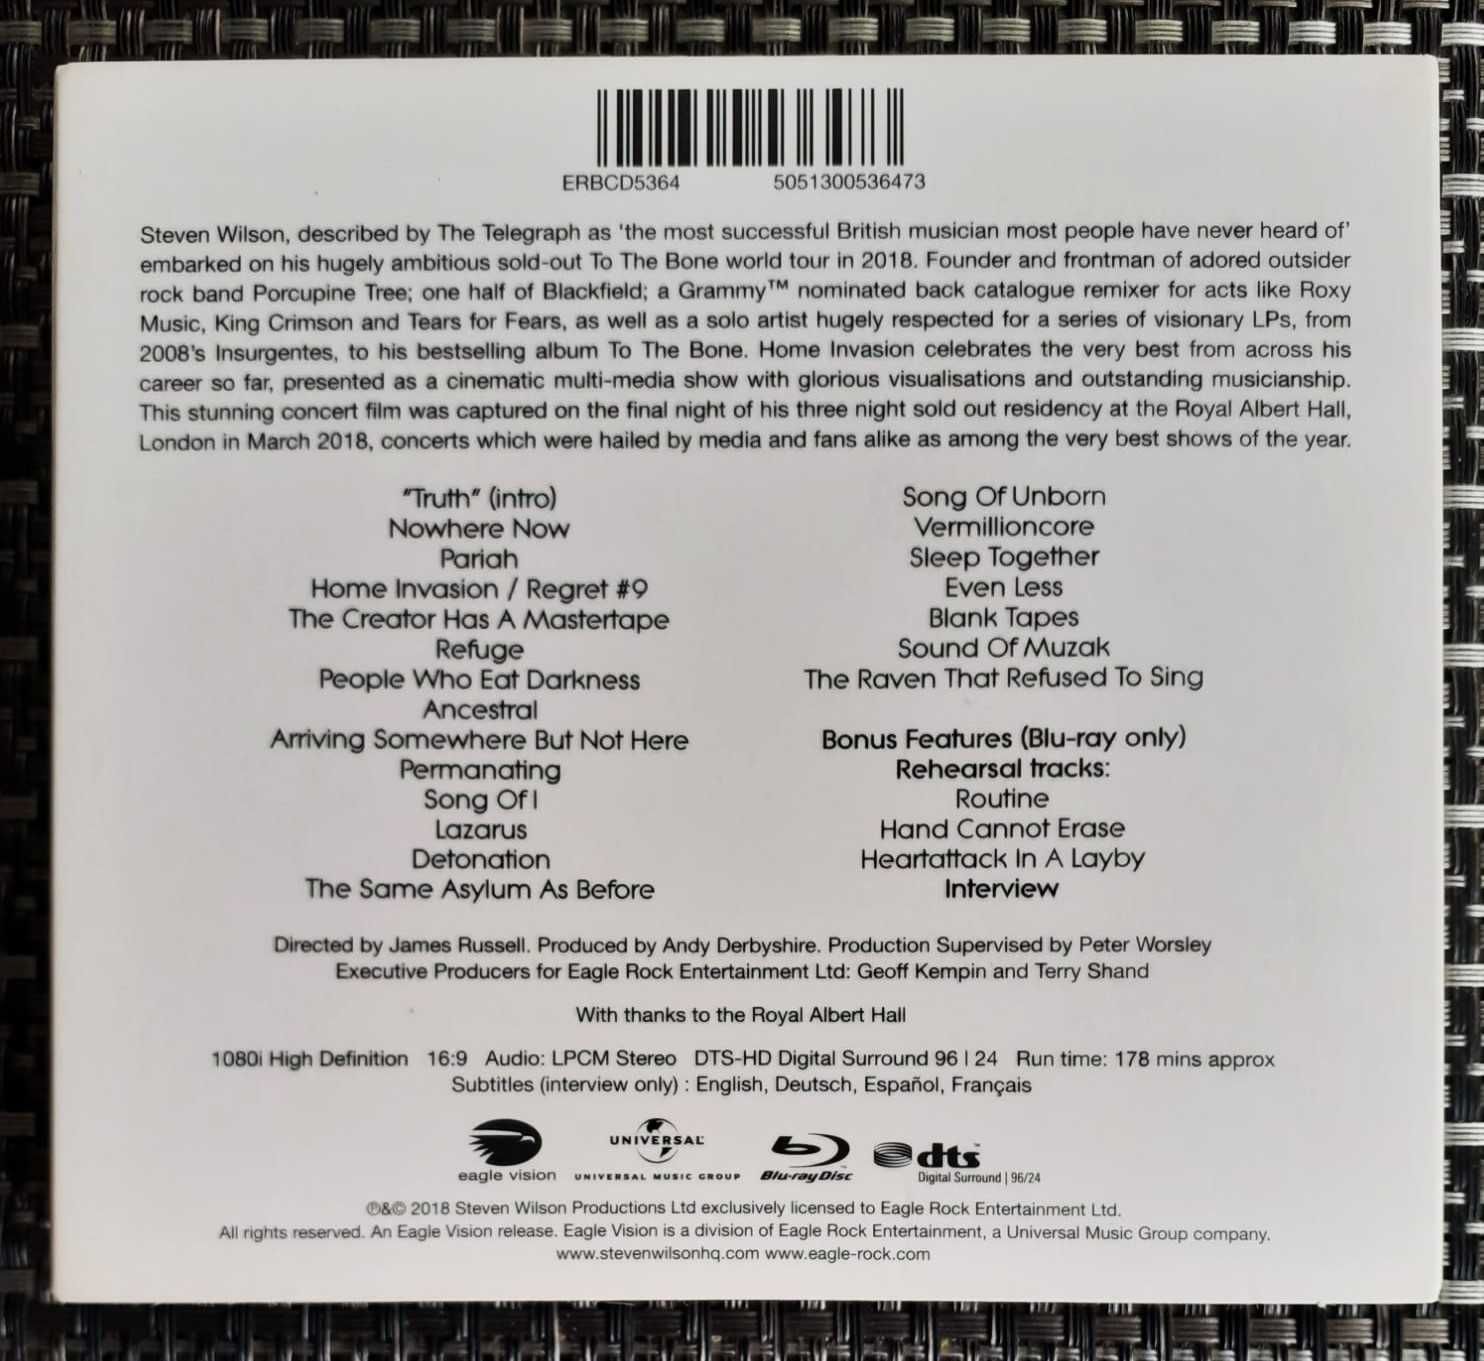 ERBCD5364 5051300536473
Steven Wilson, described by The Telegraph as 'the most successful British musician most people have never heard of'
embarked on his hugely ambitious sold-out To The Bone world tour in 2018. Founder and frontman of adored outsider
rock band Porcupine Tree; one half of Blackfield; a Grammy™ nominated back catalogue remixer for acts like Roxy
Music, King Crimson and Tears for Fears, as well as a solo artist hugely respected for a series of visionary LPs, from
2008's Insurgentes, to his bestselling album To The Bone. Home Invasion celebrates the very best from across his
career so far, presented as a cinematic multi-media show with glorious visualisations and outstanding musicianship.
This stunning concert film was captured on the final night of his three night sold out residency at the Royal Albert Hall,
London in March 2018, concerts which were hailed by media and fans alike as among the very best shows of the year.
"Truth" (intro)
Nowhere Now
Pariah
Home Invasion / Regret #9
The Creator Has A Mastertape
Refuge
People Who Eat Darkness
Ancestral
Arriving Somewhere But Not Here
Permanating
Song Of I
Lazarus
Detonation
The Same Asylum As Before
Song Of Unborn
Vermillioncore
Sleep Together
Even Less
Blank Tapes
Sound Of Muzak
The Raven That Refused To Sing
Bonus Features (Blu-ray only)
Rehearsal tracks:
Routine
Hand Cannot Erase
Heartattack In A Layby
Interview
Directed by James Russell. Produced by Andy Derbyshire. Production Supervised by Peter Worsley
Executive Producers for Eagle Rock Entertainment Ltd: Geoff Kempin and Terry Shand
With thanks to the Royal Albert Hall
1080i High Definition 16:9 Audio: LPCM Stereo DTS-HD Digital Surround 96 | 24 Run time: 178 mins approx
Subtitles (interview only) : English, Deutsch, Español, Français
eagle vision
UNIVERSAL
UNIVERSAL MUSIC GROUP
Blu-ray Disc
dts
Digital Surround | 96/24
℗&© 2018 Steven Wilson Productions Ltd exclusively licensed to Eagle Rock Entertainment Ltd.
All rights reserved. An Eagle Vision release. Eagle Vision is a division of Eagle Rock Entertainment, a Universal Music Group company.
www.stevenwilsonhq.com www.eagle-rock.com